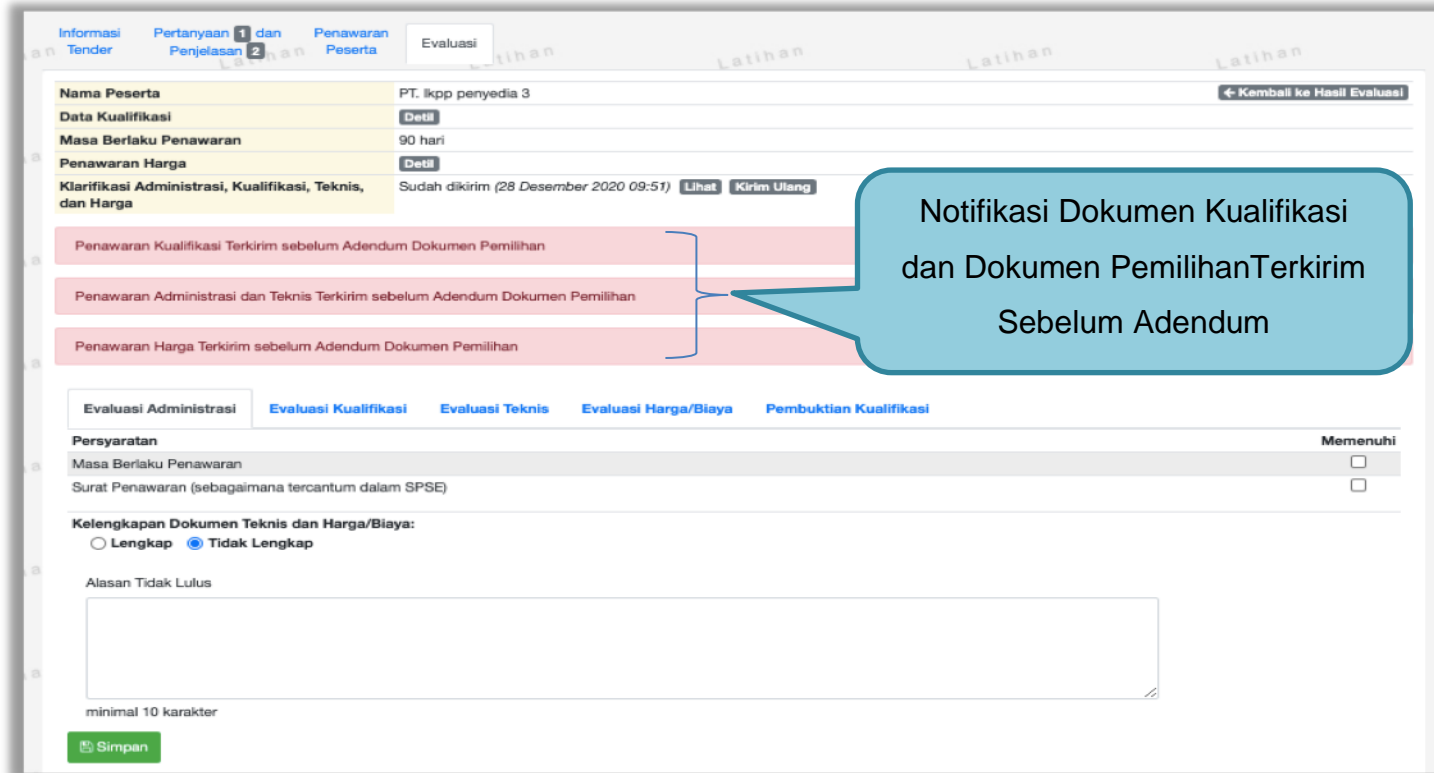 Informasi Tender
Pertanyaan 1 dan Penjelasan 2
Penawaran Peserta
Evaluasi
Latihan Latihan Latihan Latihan
Nama Peserta PT. lkpp penyedia 3 ← Kembali ke Hasil Evaluasi
Data Kualifikasi Detil
Masa Berlaku Penawaran 90 hari
Penawaran Harga Detil
Klarifikasi Administrasi, Kualifikasi, Teknis, Sudah dikirim (28 Desember 2020 09:51) Lihat Kirim Ulang
dan Harga
Notifikasi Dokumen Kualifikasi
dan Dokumen PemilihanTerkirim
Sebelum Adendum
Penawaran Kualifikasi Terkirim sebelum Adendum Dokumen Pemilihan
Penawaran Administrasi dan Teknis Terkirim sebelum Adendum Dokumen Pemilihan
Penawaran Harga Terkirim sebelum Adendum Dokumen Pemilihan
Evaluasi Administrasi Evaluasi Kualifikasi Evaluasi Teknis Evaluasi Harga/Biaya Pembuktian Kualifikasi
Persyaratan Memenuhi
Masa Berlaku Penawaran
Surat Penawaran (sebagaimana tercantum dalam SPSE)
Kelengkapan Dokumen Teknis dan Harga/Biaya:
Lengkap Tidak Lengkap
Alasan Tidak Lulus
minimal 10 karakter
Simpan